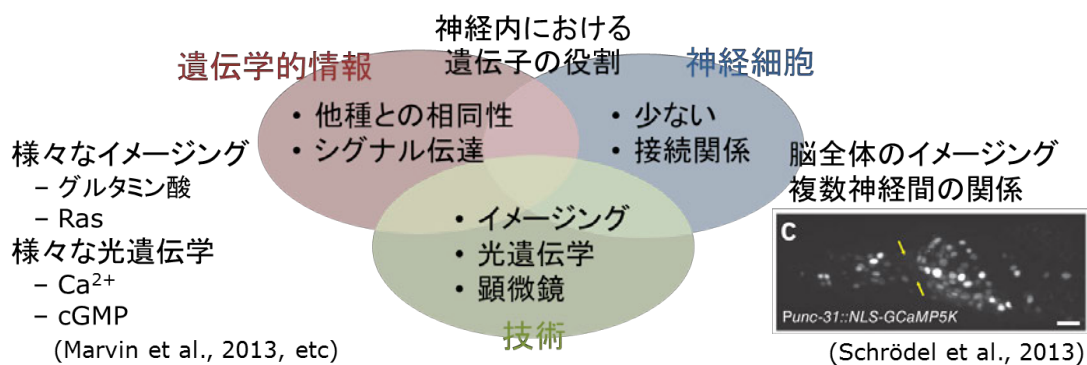 神経内における
遺伝子の役割
遺伝学的情報
神経細胞
• 他種との相同性
• シグナル伝達
• 少ない
• 接続関係
様々なイメージング
– グルタミン酸
– Ras
様々な光遺伝学
– Ca²⁺
– cGMP
(Marvin et al., 2013, etc)
• イメージング
• 光遺伝学
• 顕微鏡
技術
脳全体のイメージング
複数神経間の関係
C
Punc-31::NLS-GCaMP5K
(Schrödel et al., 2013)